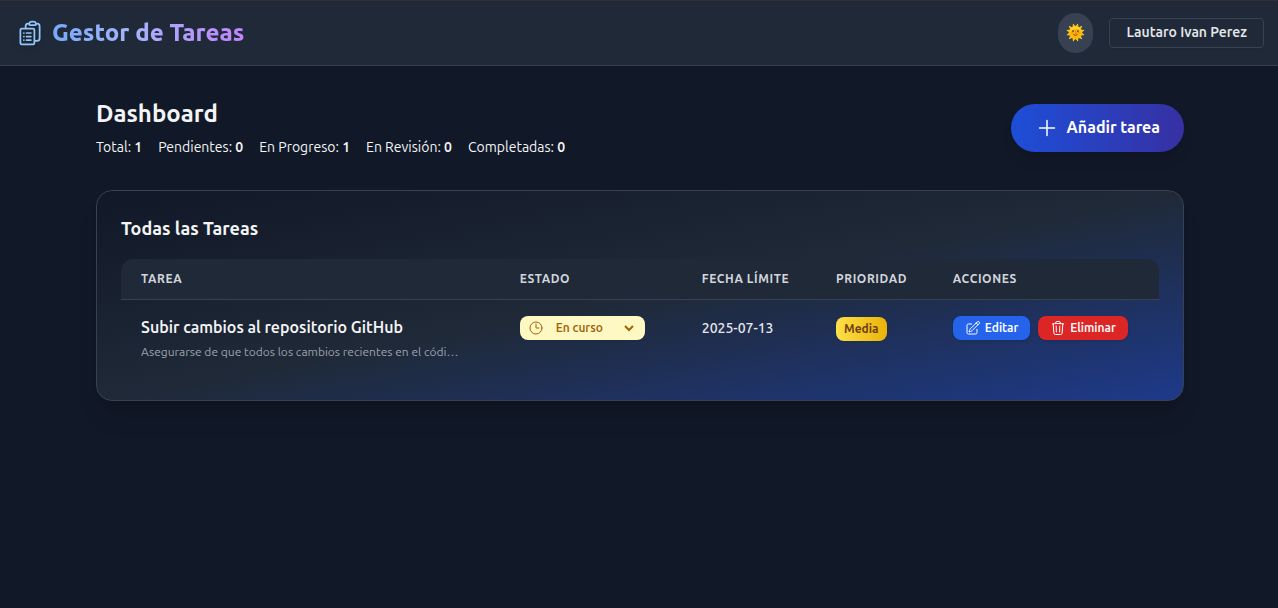 Gestor de Tareas
Lautaro Ivan Perez
Dashboard
Añadir tarea
Total: 1 Pendientes: 0 En Progreso: 1 En Revisión: 0 Completadas: 0
Todas las Tareas
TAREA ESTADO FECHA LÍMITE PRIORIDAD ACCIONES
Subir cambios al repositorio GitHub En curso 2025-07-13 Media Editar Eliminar
Asegurarse de que todos los cambios recientes en el códi…